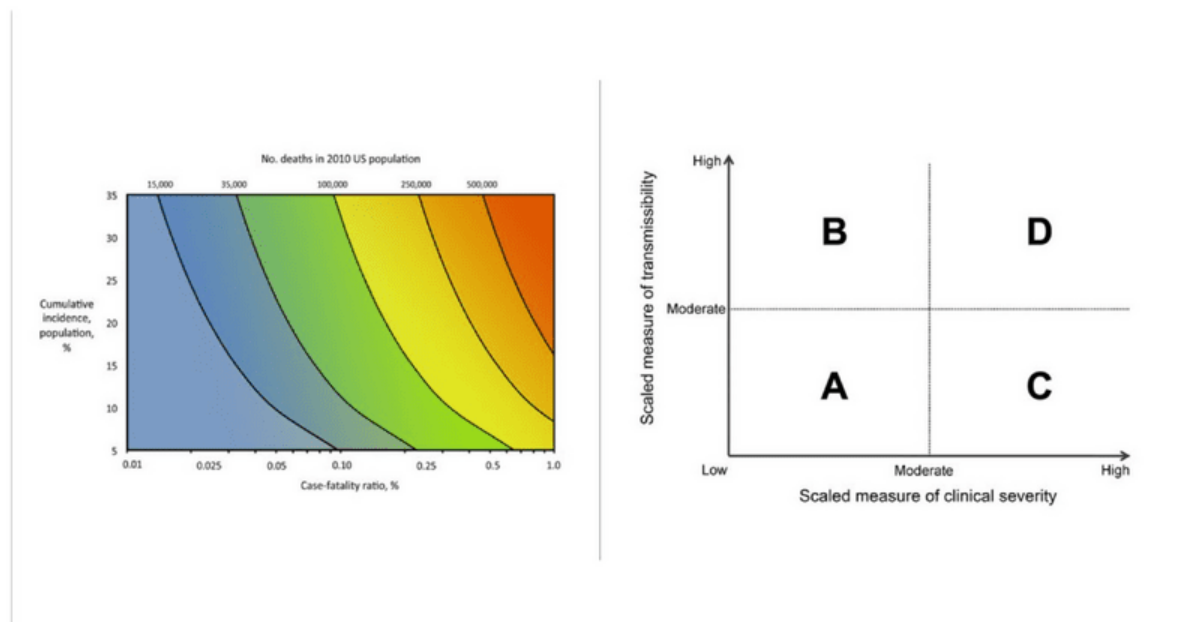 No. deaths in 2010 US population
15,000 35,000 100,000 250,000 500,000
35
30
25
20
15
10
5
Cumulative
incidence,
population,
%
0.01 0.025 0.05 0.10 0.25 0.5 1.0
Case-fatality ratio, %
Scaled measure of transmissibility
High
Moderate
B D
A C
Low Moderate High
Scaled measure of clinical severity